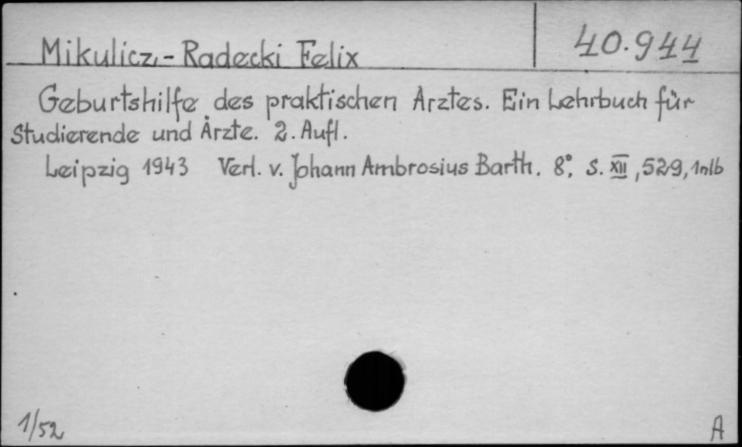 Mikulicz-Radecki Felix
40.944
Geburtshilfe des praktischen Arztes. Ein Lehrbuch für
Studierende und Ärzte. 2. Aufl.
Leipzig 1943 Verl. v. Johann Ambrosius Barth. 8°, S. XII, 529, 1nlb
1/52
A